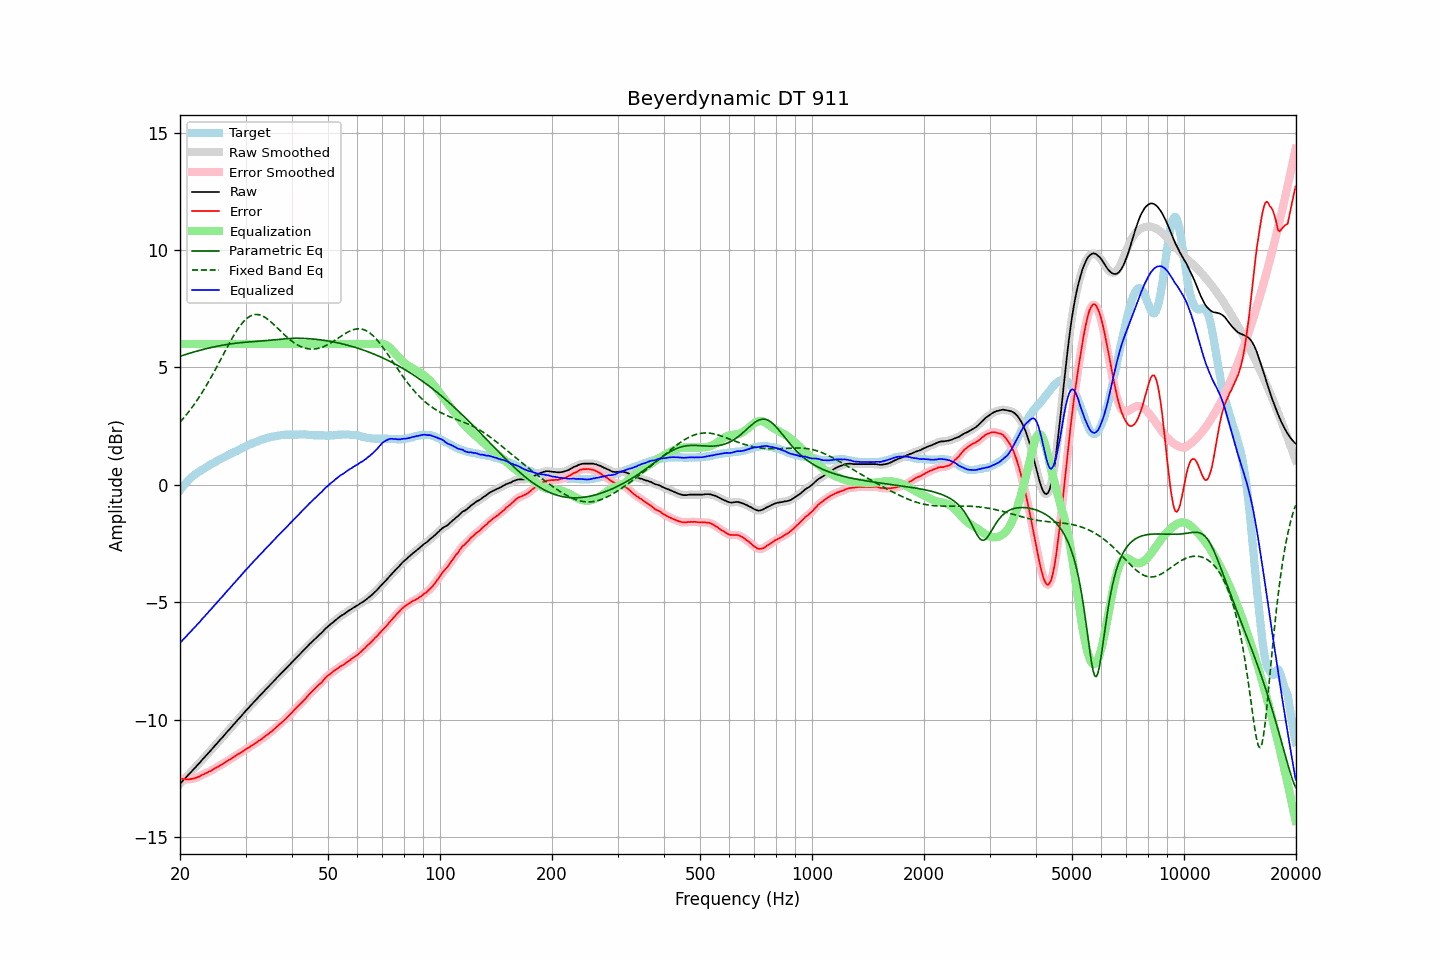 Beyerdynamic DT 911
Target
Raw Smoothed
Error Smoothed
Raw
Error
Equalization
Parametric Eq
Fixed Band Eq
Equalized
15
10
5
0
−5
−10
−15
Amplitude (dBr)
20 50 100 200 500 1000 2000 5000 10000 20000
Frequency (Hz)